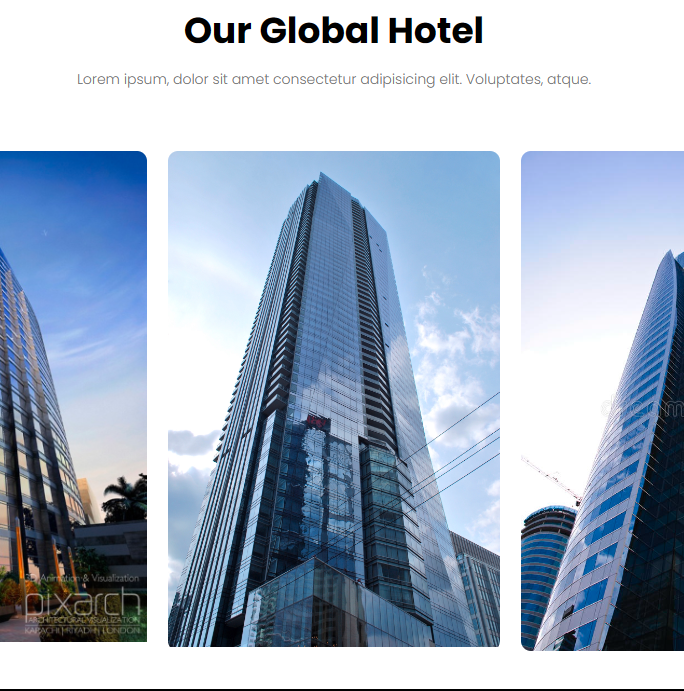 Our Global Hotel
Lorem ipsum, dolor sit amet consectetur adipisicing elit. Voluptates, atque.
Animation & Visualization
pixarch
ARCHITECTURAL VISUALIZATION
KARACHI RIYADH LONDON